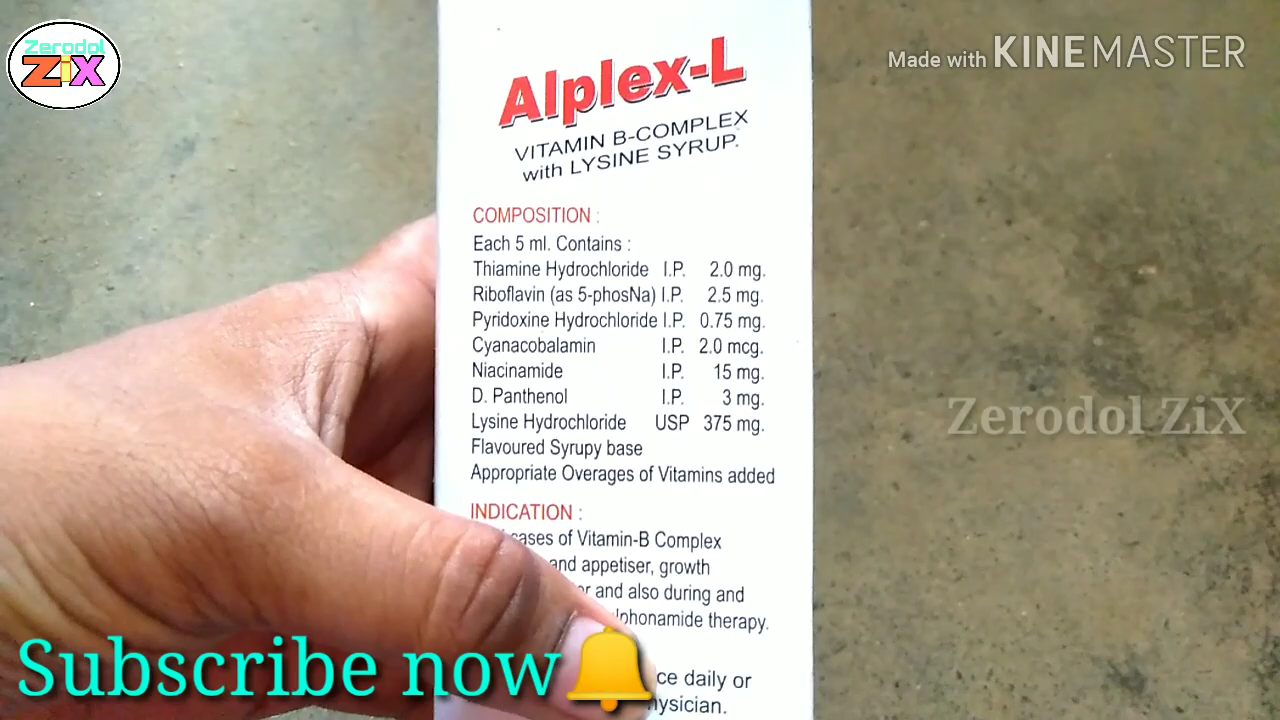 Zerodol
ZiX
Made with KINEMASTER
Alplex-L
VITAMIN B-COMPLEX
with LYSINE SYRUP.
COMPOSITION :
Each 5 ml. Contains :
Thiamine Hydrochloride I.P. 2.0 mg.
Riboflavin (as 5-phosNa) I.P. 2.5 mg.
Pyridoxine Hydrochloride I.P. 0.75 mg.
Cyanacobalamin I.P. 2.0 mcg.
Niacinamide I.P. 15 mg.
D. Panthenol I.P. 3 mg.
Lysine Hydrochloride USP 375 mg.
Flavoured Syrupy base
Appropriate Overages of Vitamins added
Zerodol ZiX
INDICATION :
cases of Vitamin-B Complex
and appetiser, growth
and also during and
therapy.
daily or
Subscribe now